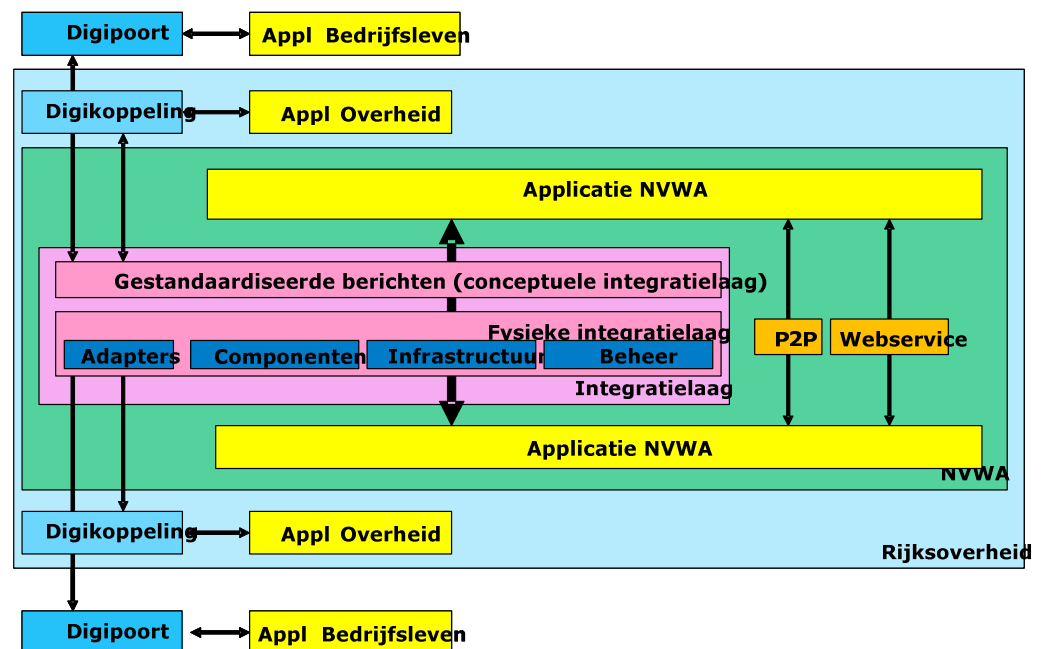 Digipoort
Appl Bedrijfsleven
Digikoppeling
Appl Overheid
Applicatie NVWA
Gestandaardiseerde berichten (conceptuele integratielaag)
Fysieke integratielaag
Adapters
Componenten
Infrastructuur
Beheer
Integratielaag
P2P
Webservice
Applicatie NVWA
NVWA
Digikoppeling
Appl Overheid
Rijksoverheid
Digipoort
Appl Bedrijfsleven